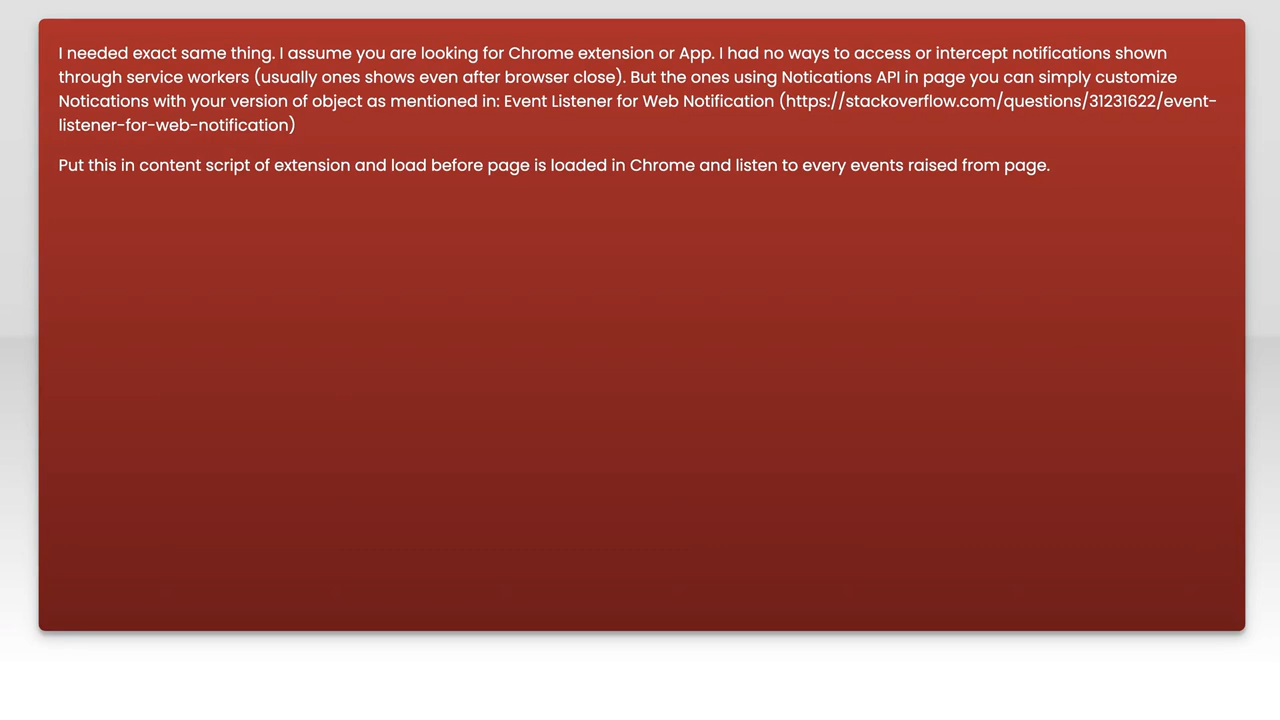 I needed exact same thing. I assume you are looking for Chrome extension or App. I had no ways to access or intercept notifications shown
through service workers (usually ones shows even after browser close). But the ones using Notications API in page you can simply customize
Notications with your version of object as mentioned in: Event Listener for Web Notification (https://stackoverflow.com/questions/31231622/event-
listener-for-web-notification)
Put this in content script of extension and load before page is loaded in Chrome and listen to every events raised from page.